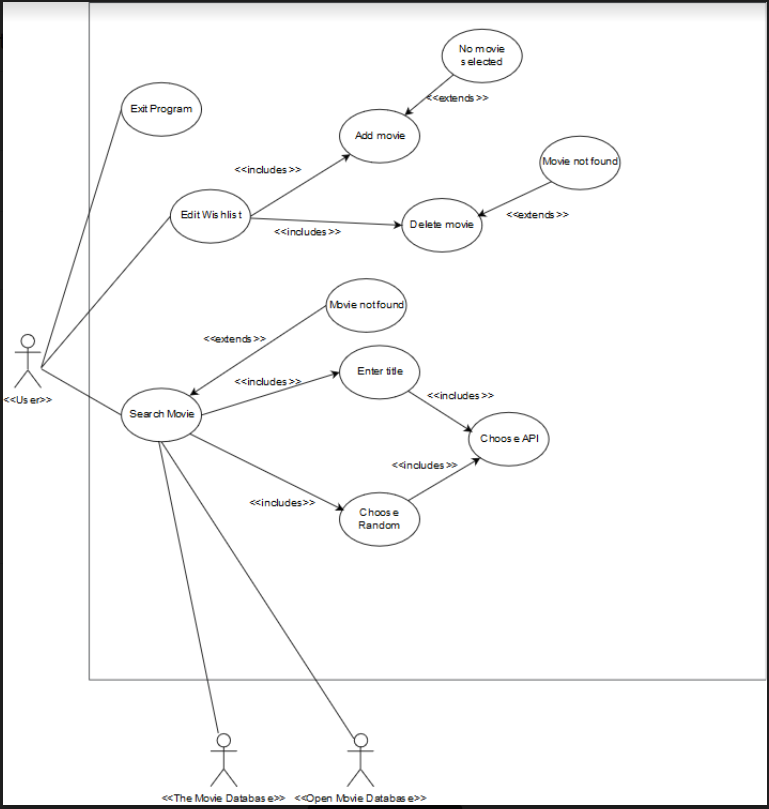 No movie
selected
<<extends>>
Exit Program
Add movie
<<includes>>
Movie not found
Edit Wishlist
<<extends>>
Delete movie
<<includes>>
Movie notfound
<<extends>>
Enter title
<<includes>>
<<includes>>
<<User>>
Search Movie
Choose API
<<includes>>
<<includes>>
Choose
Random
<<The Movie Database>>
<<Open Movie Database>>